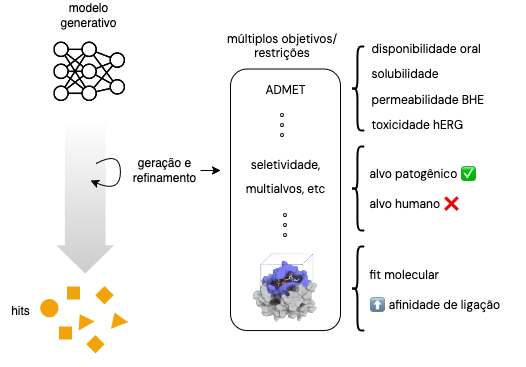 modelo
generativo
geração e
refinamento
hits
múltiplos objetivos/
restrições
ADMET
seletividade,
multialvos, etc
disponibilidade oral
solubilidade
permeabilidade BHE
toxicidade hERG
alvo patogênico ✅
alvo humano ❌
fit molecular
⬆️ afinidade de ligação